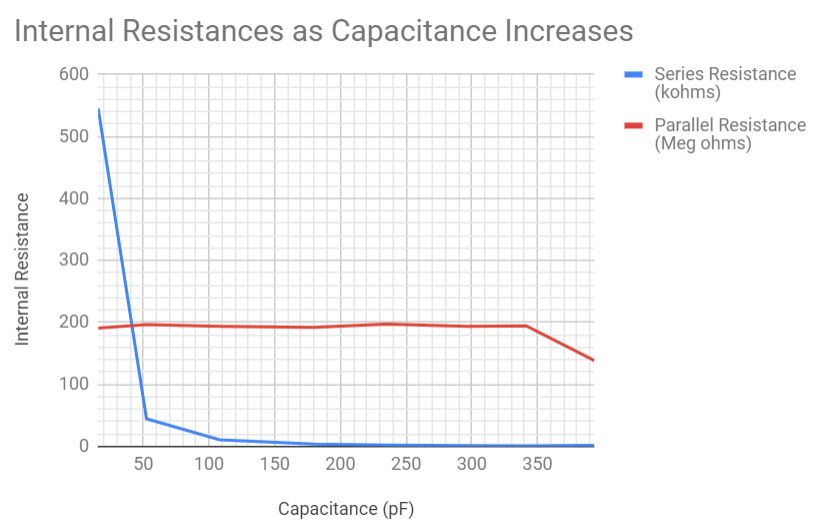 Internal Resistances as Capacitance Increases
Series Resistance
(kohms)
Parallel Resistance
(Meg ohms)
Internal Resistance
600
500
400
300
200
100
0
50 100 150 200 250 300 350
Capacitance (pF)